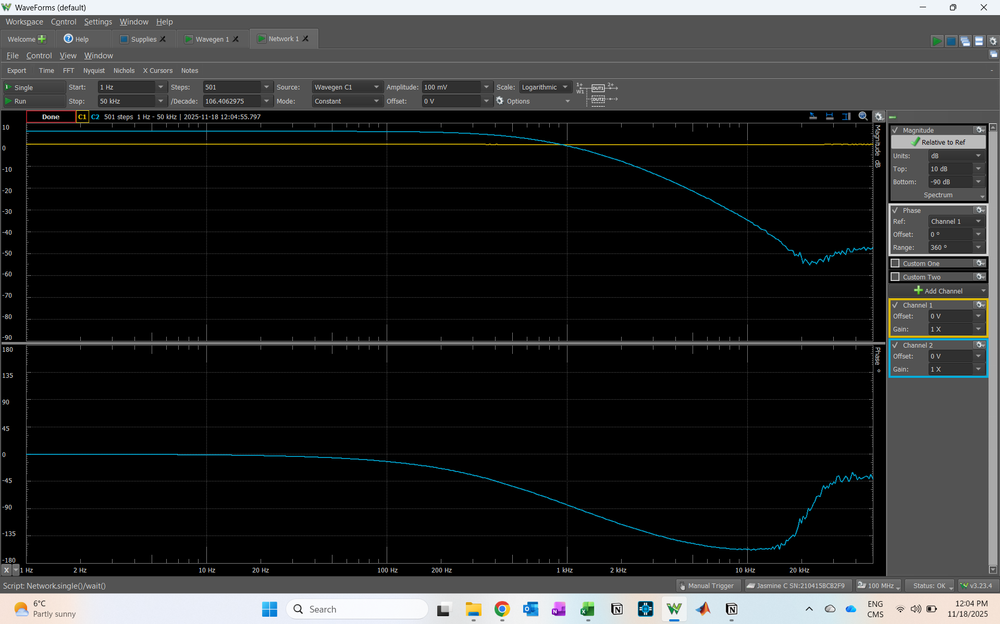 WaveForms (default)
Workspace Control Settings Window Help
Welcome Help Supplies Wavegen 1 Network 1
File Control View Window
Export Time FFT Nyquist Nichols X Cursors Notes
Single Start: 1 Hz Steps: 501 Source: Wavegen C1 Amplitude: 100 mV Scale: Logarithmic 1+ W1 DUT1 2+
Run Stop: 50 kHz /Decade: 106.4062975 Mode: Constant Offset: 0 V Options DUT2
Done C1 C2 501 steps 1 Hz - 50 kHz | 2025-11-18 12:04:55.797
10
0
-10
-20
-30
-40
-50
-60
-70
-80
-90
Magnitude dB
180
135
90
45
0
-45
-90
-135
-180
Phase º
X 1 Hz 2 Hz 10 Hz 20 Hz 100 Hz 200 Hz 1 kHz 2 kHz 10 kHz 20 kHz
Magnitude
Relative to Ref
Units: dB
Top: 10 dB
Bottom: -90 dB
Spectrum
Phase
Ref: Channel 1
Offset: 0 º
Range: 360 º
Custom One
Custom Two
Add Channel
Channel 1
Offset: 0 V
Gain: 1 X
Channel 2
Offset: 0 V
Gain: 1 X
Script: Network.single()/wait() Manual Trigger Jasmine C SN:210415BCB2F9 100 MHz Status: OK v3.23.4
6°C
Partly sunny
Search
ENG
CMS
12:04 PM
11/18/2025